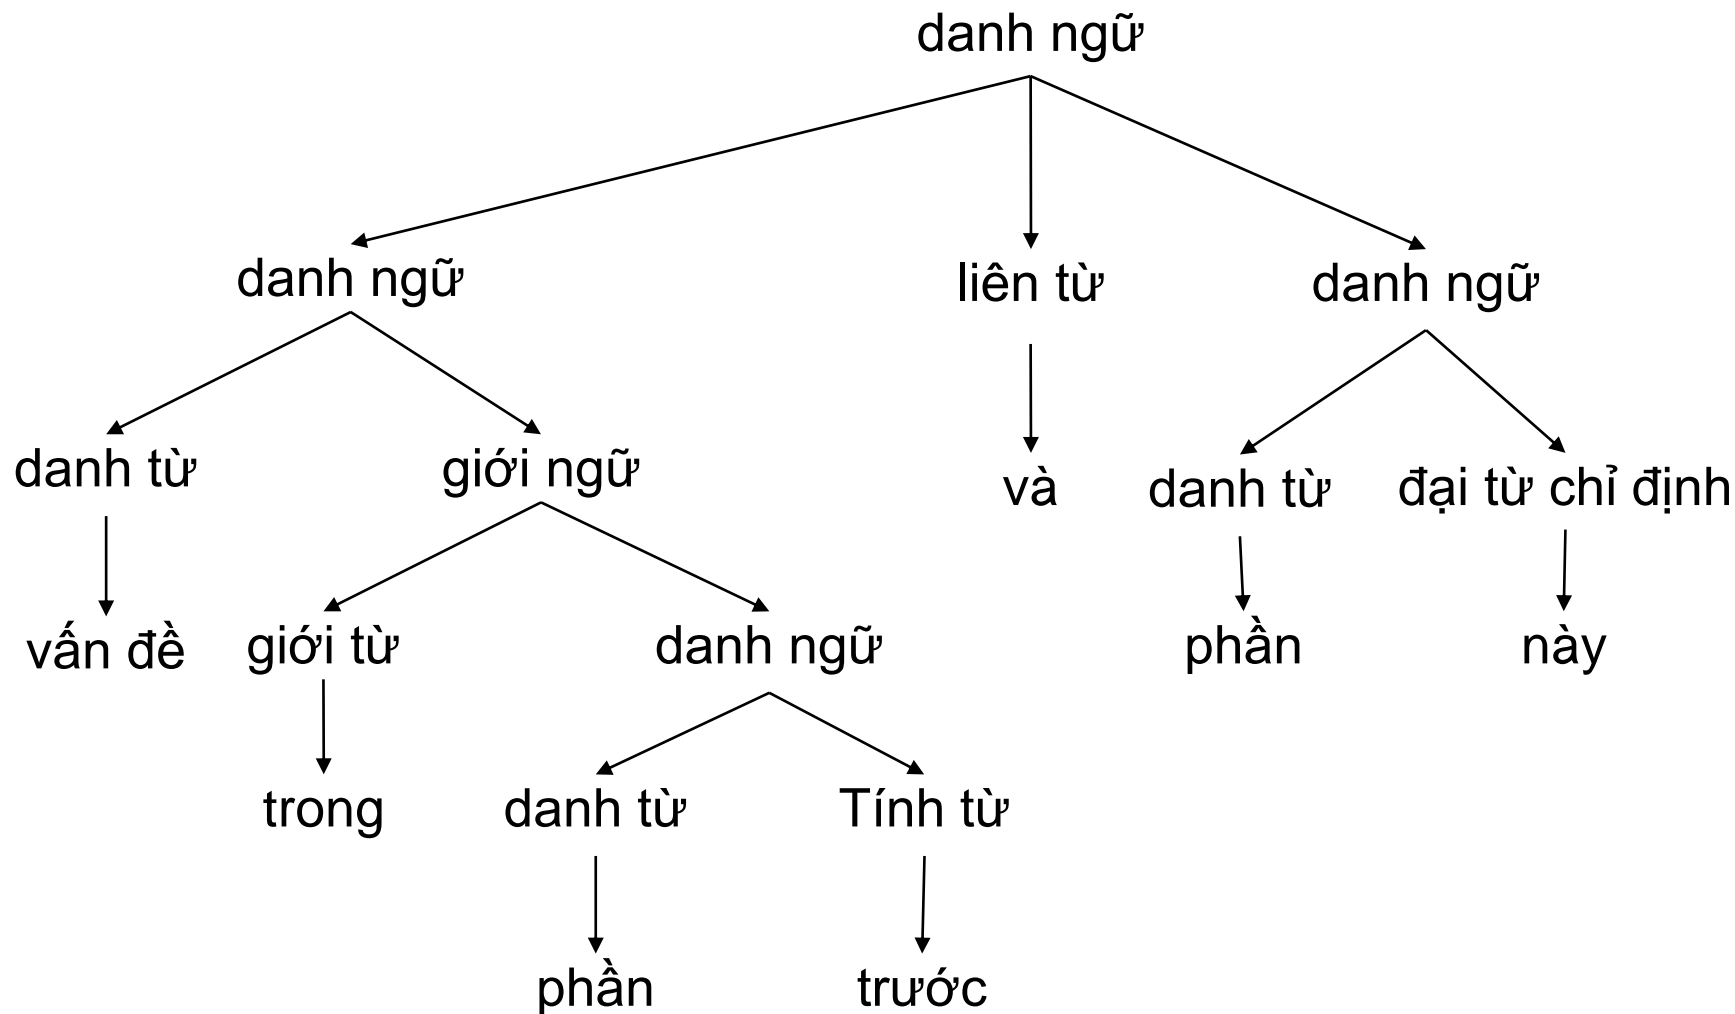 danh ngữ
danh ngữ liên từ danh ngữ
danh từ giới ngữ và danh từ đại từ chỉ định
vấn đề giới từ danh ngữ phần này
trong danh từ Tính từ
phần trước